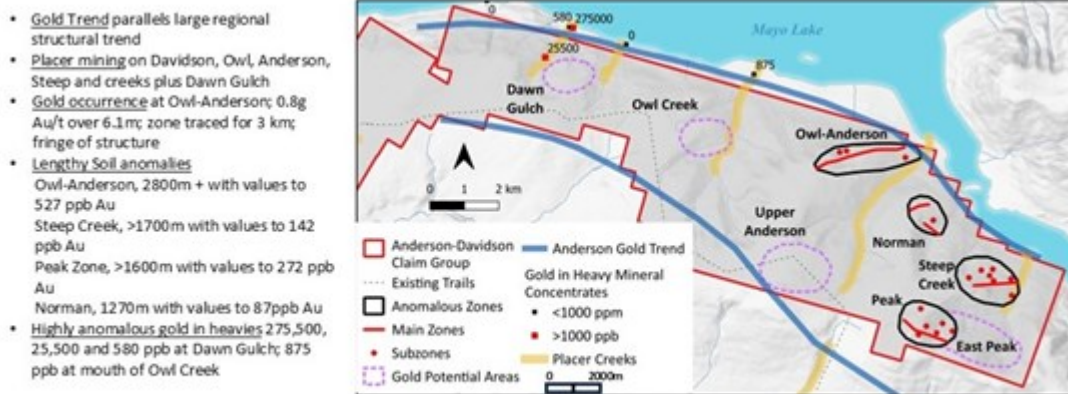 • Gold Trend parallels large regional
structural trend
• Placer mining on Davidson, Owl, Anderson,
Steep and creeks plus Dawn Gulch
• Gold occurrence at Owl-Anderson; 0.8g
Au/t over 6.1m; zone traced for 3 km;
fringe of structure
• Lengthy Soil anomalies
Owl-Anderson, 2800m + with values to
527 ppb Au
Steep Creek, >1700m with values to 142
ppb Au
Peak Zone, >1600m with values to 272 ppb
Au
Norman, 1270m with values to 87ppb Au
• Highly anomalous gold in heavies 275,500,
25,500 and 580 ppb at Dawn Gulch; 875
ppb at mouth of Owl Creek
0
580
275000
0
25500
875
Mayo Lake
Dawn
Gulch
Owl Creek
Owl-Anderson
0 1 2 km
Upper
Anderson
Norman
Steep
Creek
Peak
East Peak
Anderson-Davidson
Claim Group
Existing Trails
Anomalous Zones
Main Zones
Subzones
Gold Potential Areas
Anderson Gold Trend
Gold in Heavy Mineral
Concentrates
<1000 ppm
>1000 ppb
Placer Creeks
0 2000m